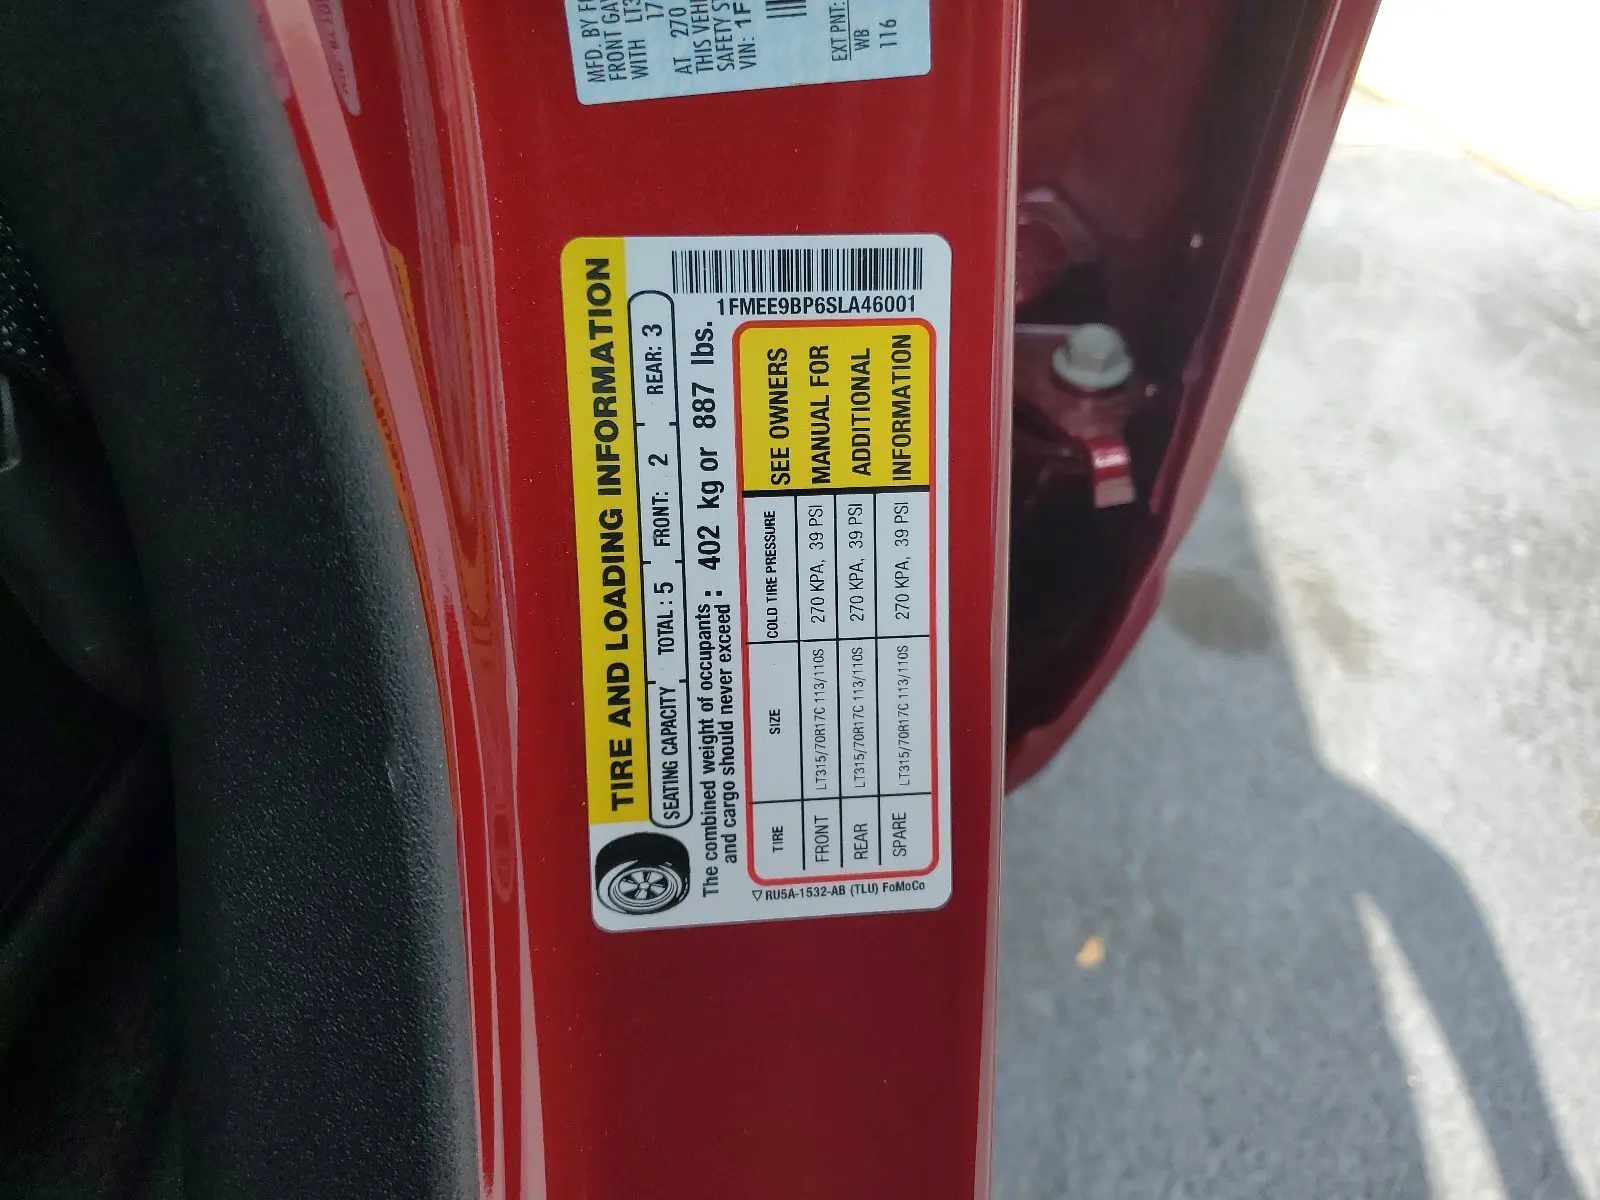 MFD. BY F
FRONT GA
WITH LT3
17
AT 270
THIS VEHI
SAFETY S
VIN: 1F
EXT PNT:
WB
116
TIRE AND LOADING INFORMATION
SEATING CAPACITY TOTAL : 5 FRONT: 2 REAR: 3
The combined weight of occupants and cargo should never exceed : 402 kg or 887 lbs.
1FMEE9BP6SLA46001
TIRE SIZE COLD TIRE PRESSURE
FRONT LT315/70R17C 113/110S 270 KPA, 39 PSI
REAR LT315/70R17C 113/110S 270 KPA, 39 PSI
SPARE LT315/70R17C 113/110S 270 KPA, 39 PSI
SEE OWNERS
MANUAL FOR
ADDITIONAL
INFORMATION
RU5A-1532-AB (TLU) FoMoCo